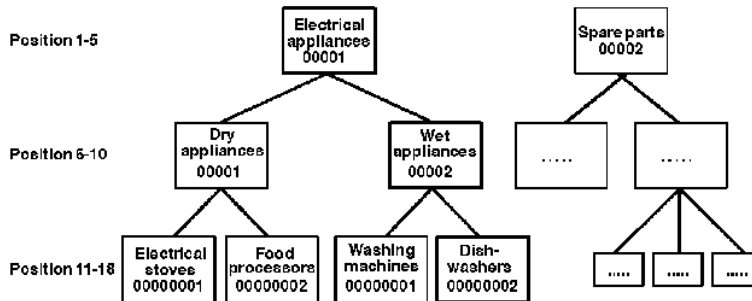 Position 1-5
Electrical
appliances
00001
Spare parts
00002
Position 6-10
Dry
appliances
00001
Wet
appliances
00002
.....
.....
Position 11-18
Electrical
stoves
00000001
Food
processors
00000002
Washing
machines
00000001
Dish-
washers
00000002
.....
.....
.....